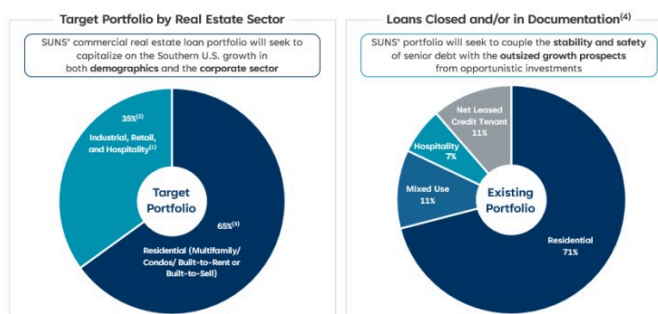 Target Portfolio by Real Estate Sector
SUNS' commercial real estate loan portfolio will seek to
capitalize on the Southern U.S. growth in
both demographics and the corporate sector
35%(2)
Industrial, Retail,
and Hospitality(1)
Target
Portfolio
65%(3)
Residential (Multifamily/
Condos/ Built-to-Rent or
Built-to-Sell)
Loans Closed and/or in Documentation(4)
SUNS' portfolio will seek to couple the stability and safety
of senior debt with the outsized growth prospects
from opportunistic investments
Net Leased
Credit Tenant
11%
Hospitality
7%
Mixed Use
11%
Existing
Portfolio
Residential
71%